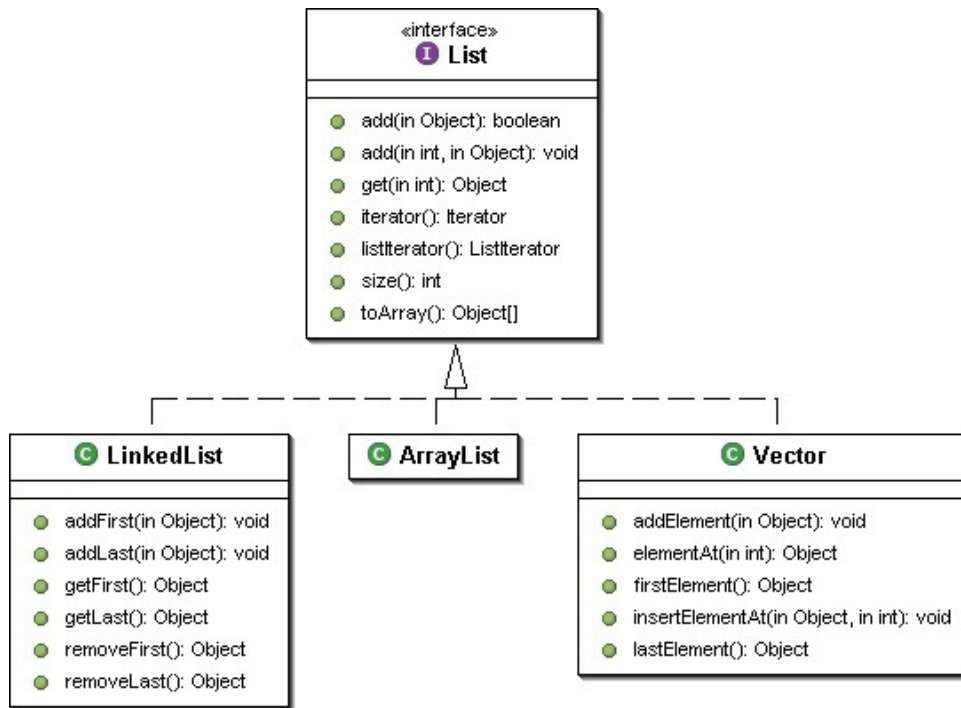 «interface»
I List
add(in Object): boolean
add(in int, in Object): void
get(in int): Object
iterator(): Iterator
listIterator(): ListIterator
size(): int
toArray(): Object[]
C LinkedList
addFirst(in Object): void
addLast(in Object): void
getFirst(): Object
getLast(): Object
removeFirst(): Object
removeLast(): Object
C ArrayList
C Vector
addElement(in Object): void
elementAt(in int): Object
firstElement(): Object
insertElementAt(in Object, in int): void
lastElement(): Object